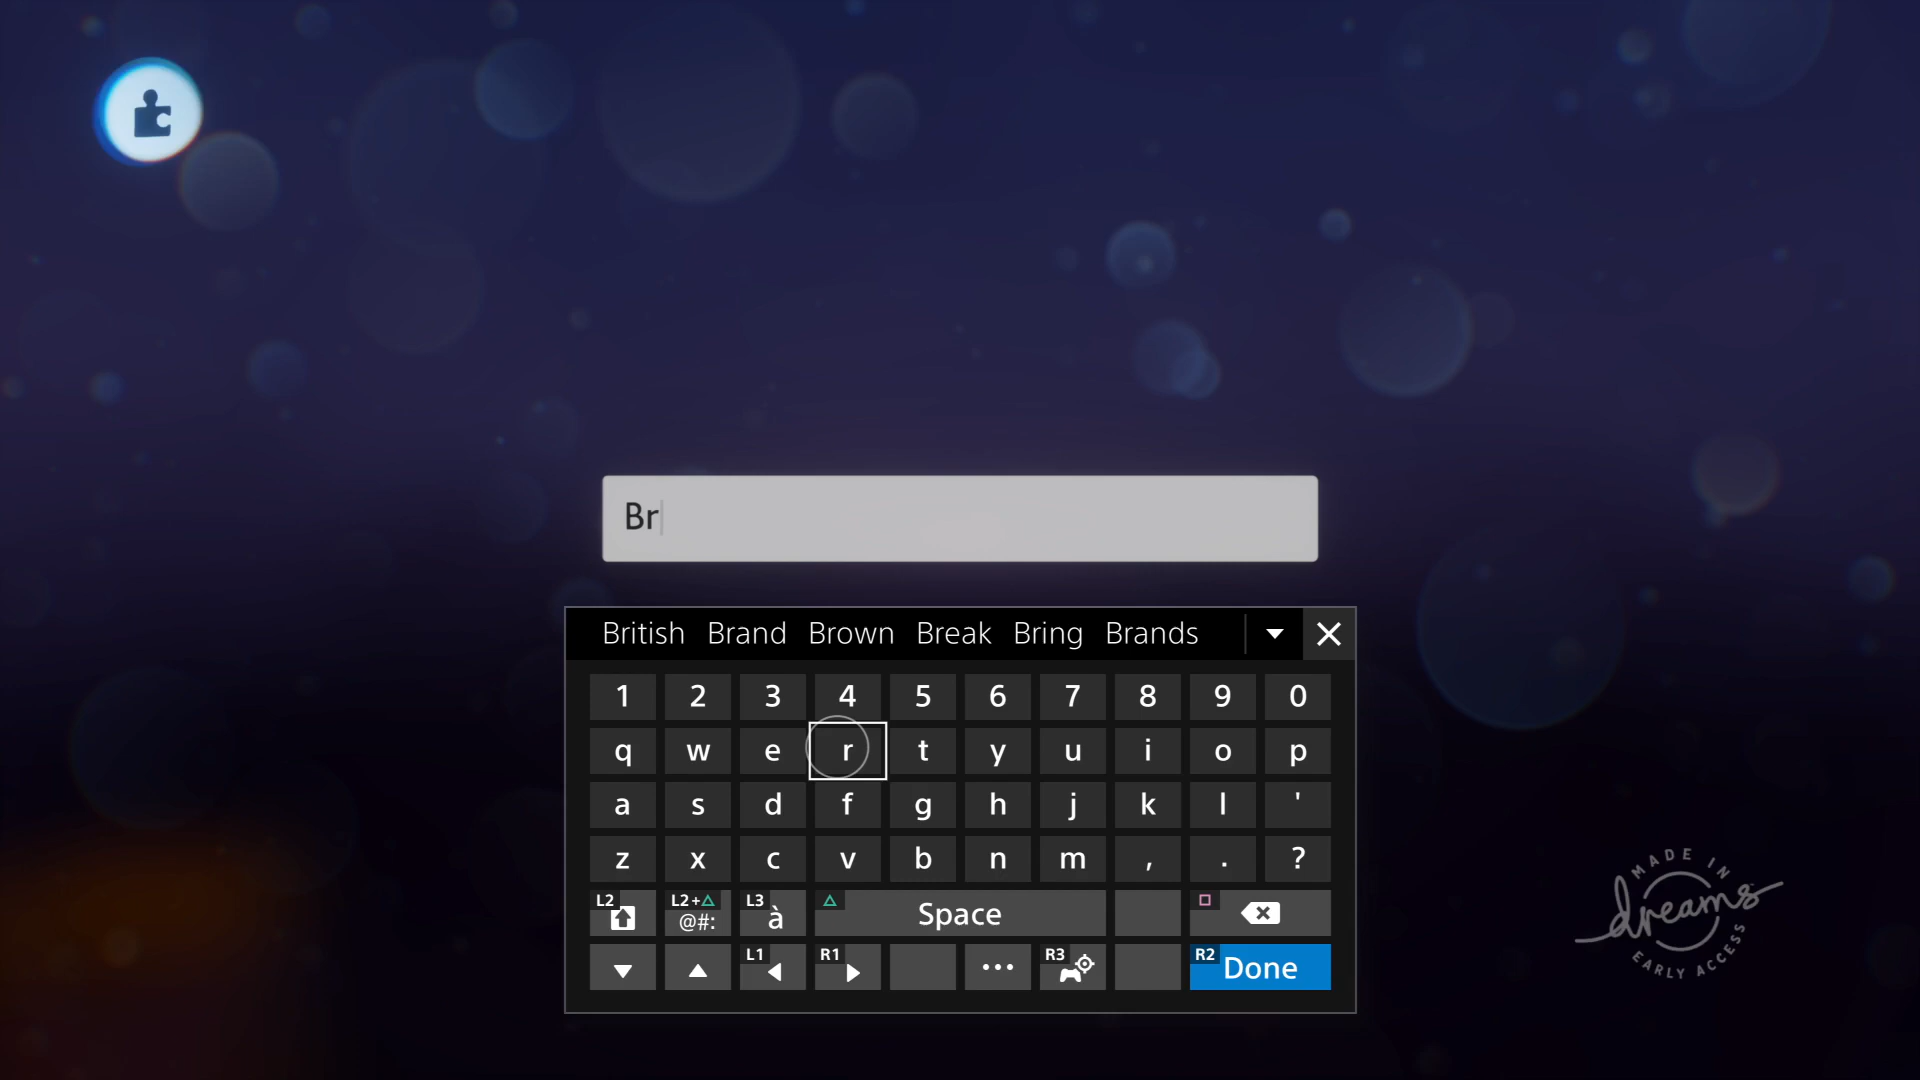 Br
British Brand Brown Break Bring Brands
1 2 3 4 5 6 7 8 9 0
q w e r t y u i o p
a s d f g h j k l '
z x c v b n m , . ?
L2 L2+△ @#: L3 à △ Space □
L1 R1 ... R3 R2 Done
MADE IN
dreams
EARLY ACCESS